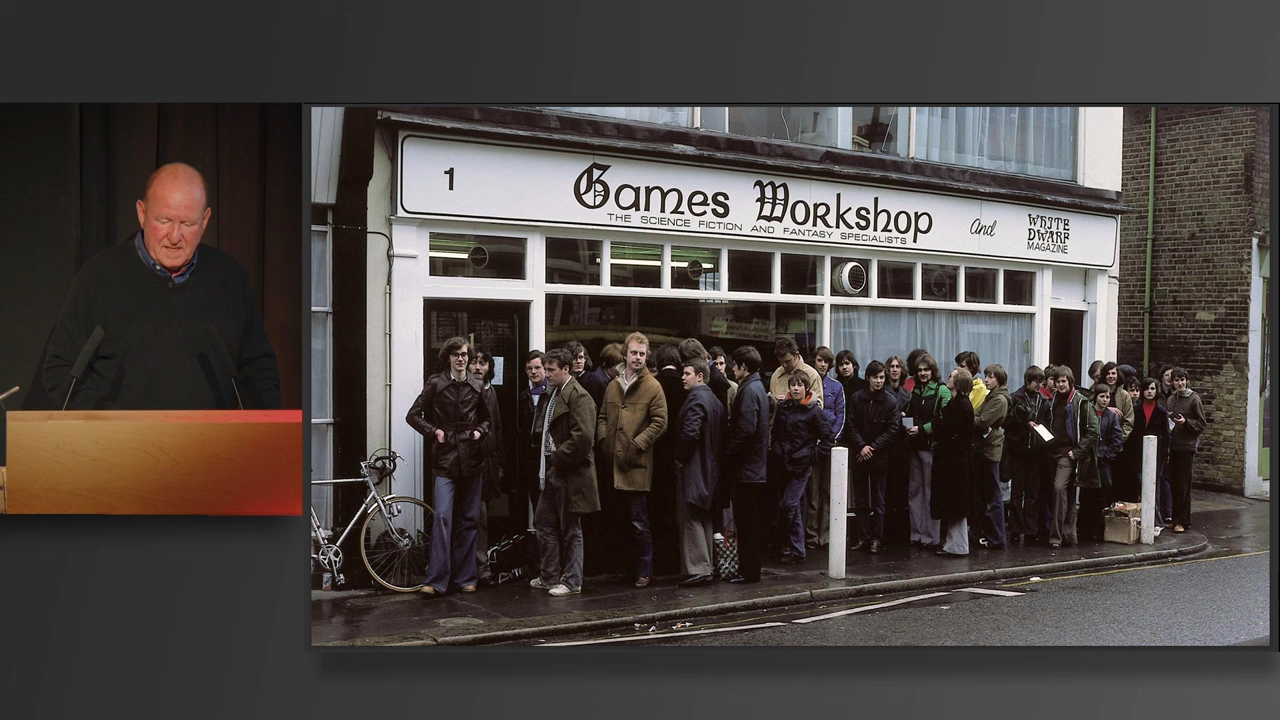 1
Games Workshop
THE SCIENCE FICTION AND FANTASY SPECIALISTS
And
WHITE
DWARF
MAGAZINE